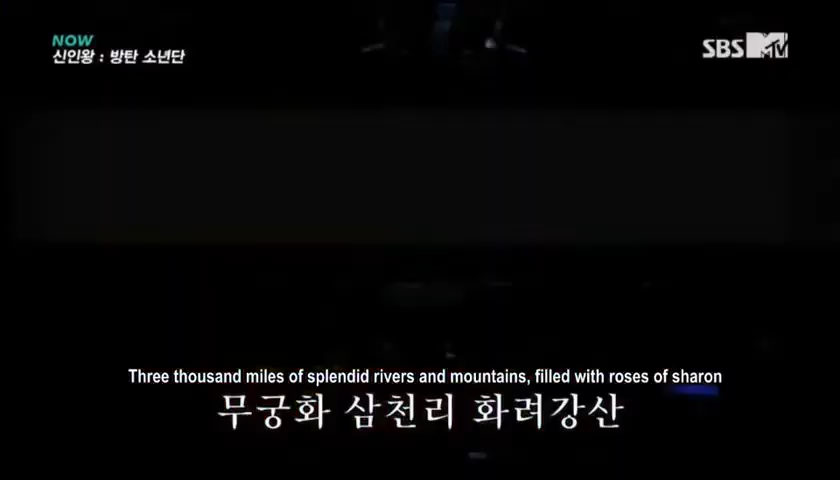 NOW
신인왕 : 방탄 소년단
SBS MTV
Three thousand miles of splendid rivers and mountains, filled with roses of sharon
무궁화 삼천리 화려강산